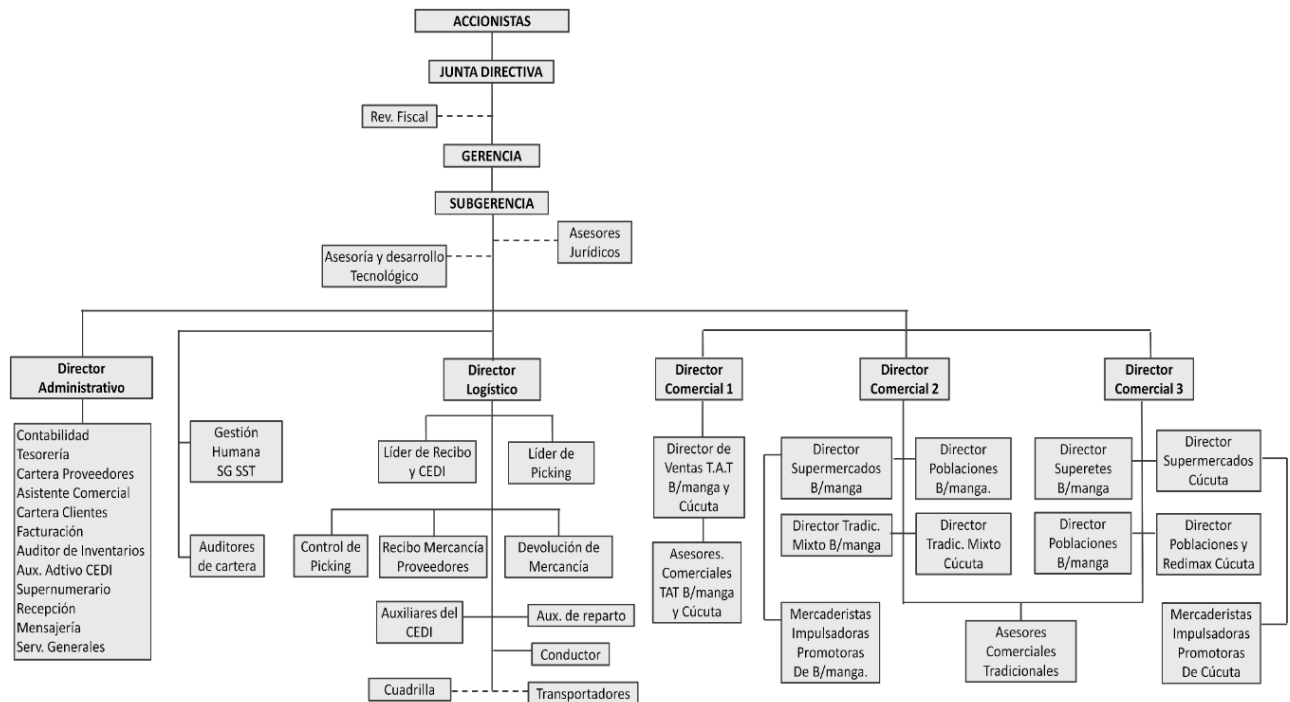 ACCIONISTAS
JUNTA DIRECTIVA
Rev. Fiscal
GERENCIA
SUBGERENCIA
Asesores
Jurídicos
Asesoría y desarrollo
Tecnológico
Director
Administrativo
Contabilidad
Tesorería
Cartera Proveedores
Asistente Comercial
Cartera Clientes
Facturación
Auditor de Inventarios
Aux. Adtivo CEDI
Supernumerario
Recepción
Mensajería
Serv. Generales
Gestión
Humana
SG SST
Auditores
de cartera
Director
Logístico
Líder de Recibo
y CEDI
Líder de
Picking
Control de
Picking
Recibo Mercancía
Proveedores
Devolución de
Mercancía
Auxiliares del
CEDI
Aux. de reparto
Conductor
Cuadrilla
Transportadores
Director
Comercial 1
Director de
Ventas T.A.T
B/manga y
Cúcuta
Asesores.
Comerciales
TAT B/manga
y Cúcuta
Director
Comercial 2
Director
Supermercados
B/manga
Director
Poblaciones
B/manga.
Director Tradic.
Mixto B/manga
Director
Tradic. Mixto
Cúcuta
Mercaderistas
Impulsadoras
Promotoras
De B/manga.
Asesores
Comerciales
Tradicionales
Director
Comercial 3
Director
Superetes
B/manga
Director
Supermercados
Cúcuta
Director
Poblaciones
B/manga
Director
Poblaciones y
Redimax Cúcuta
Mercaderistas
Impulsadoras
Promotoras
De Cúcuta